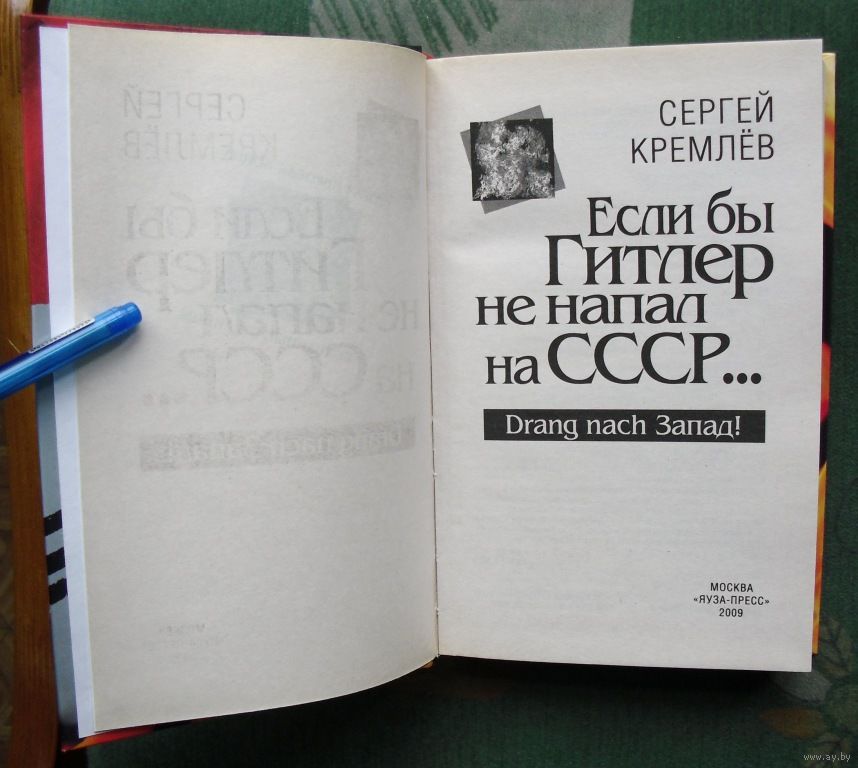 СЕРГЕЙ
КРЕМЛЁВ
Если бы
Гитлер
не напал
на СССР...
Drang nach Запад!
МОСКВА
«ЯУЗА-ПРЕСС»
2009
www.ay.by